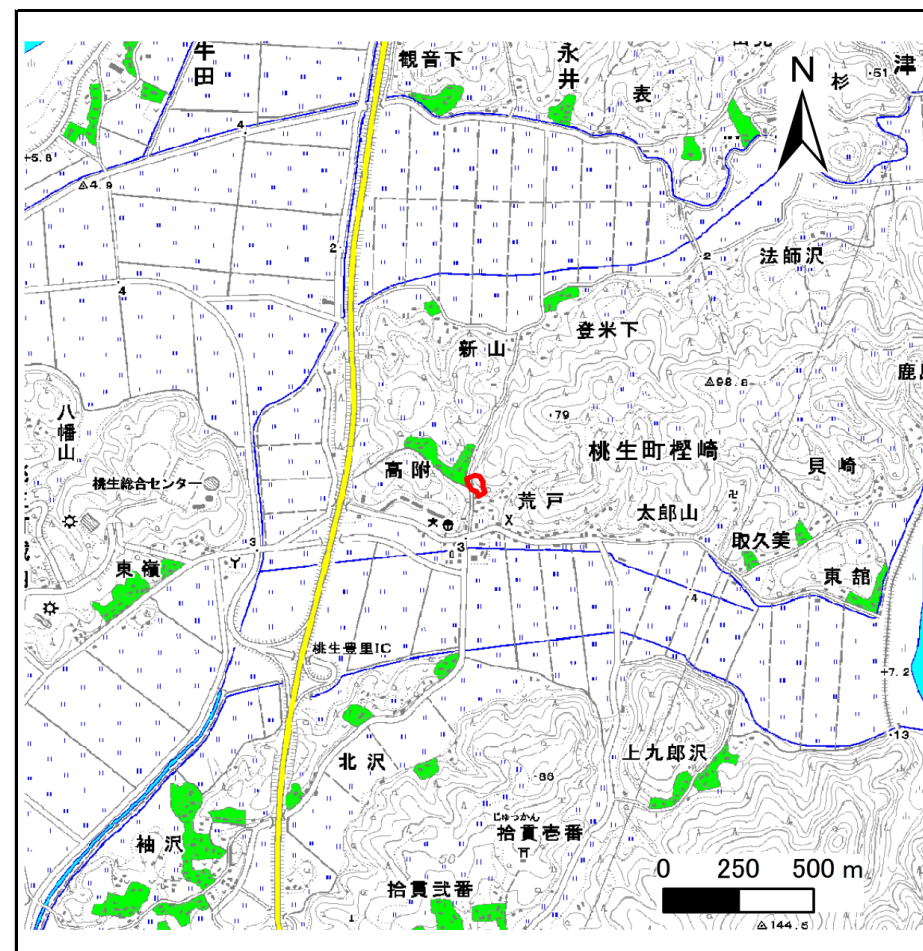 牛田
観音下
永井
表
杉
・51
津
N
+5.8
4
△4.9
2
2
法師沢
4
登米下
新山
△98.8
・79
八幡山
桃生町樫崎
貝崎
高附
桃生総合センター
荒戸
太郎山
取久美
3
3
東嶺
東舘
4
桃生豊里IC
+7.2
・13
北沢
上九郎沢
88
じゅっかん
拾貫壱番
袖沢
50
拾貫弐番
0 250 500 m
△144.5